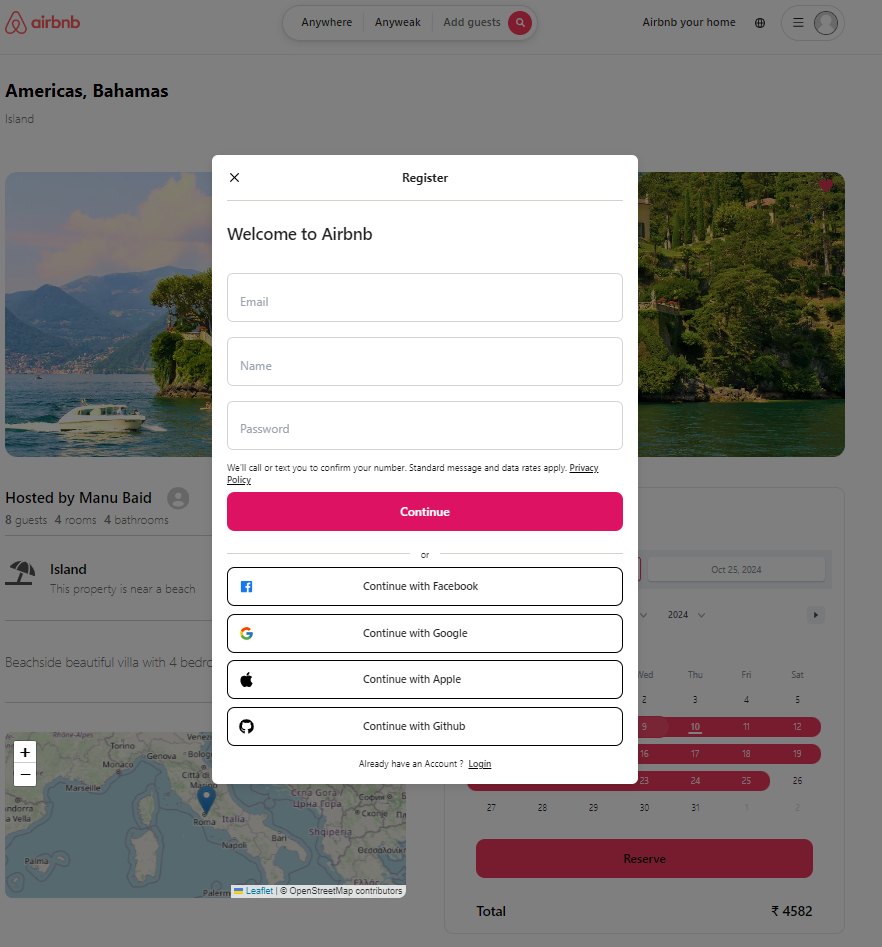 airbnb
Anywhere
Anyweak
Add guests
Airbnb your home
Americas, Bahamas
Island
Register
Welcome to Airbnb
Email
Name
Password
We'll call or text you to confirm your number. Standard message and data rates apply. Privacy
Policy
Continue
or
Continue with Facebook
Continue with Google
Continue with Apple
Continue with Github
Already have an Account ? Login
Hosted by Manu Baid
8 guests 4 rooms 4 bathrooms
Island
This property is near a beach
Beachside beautiful villa with 4
+
−
Rhône-Alpes
Torino
Genova
Monaco
Marseille
Città di
Roma
Italia
Napoli
Bari
Crna Gora
Црна Гора
Shqipëria
Скопје
Θεσσαλονίκη
Palma
Leaflet | © OpenStreetMap contributors
Oct 25, 2024
2024
Wed Thu Fri Sat
2 3 4 5
9 10 11 12
16 17 18 19
23 24 25 26
27 28 29 30 31 1 2
Reserve
Total ₹ 4582